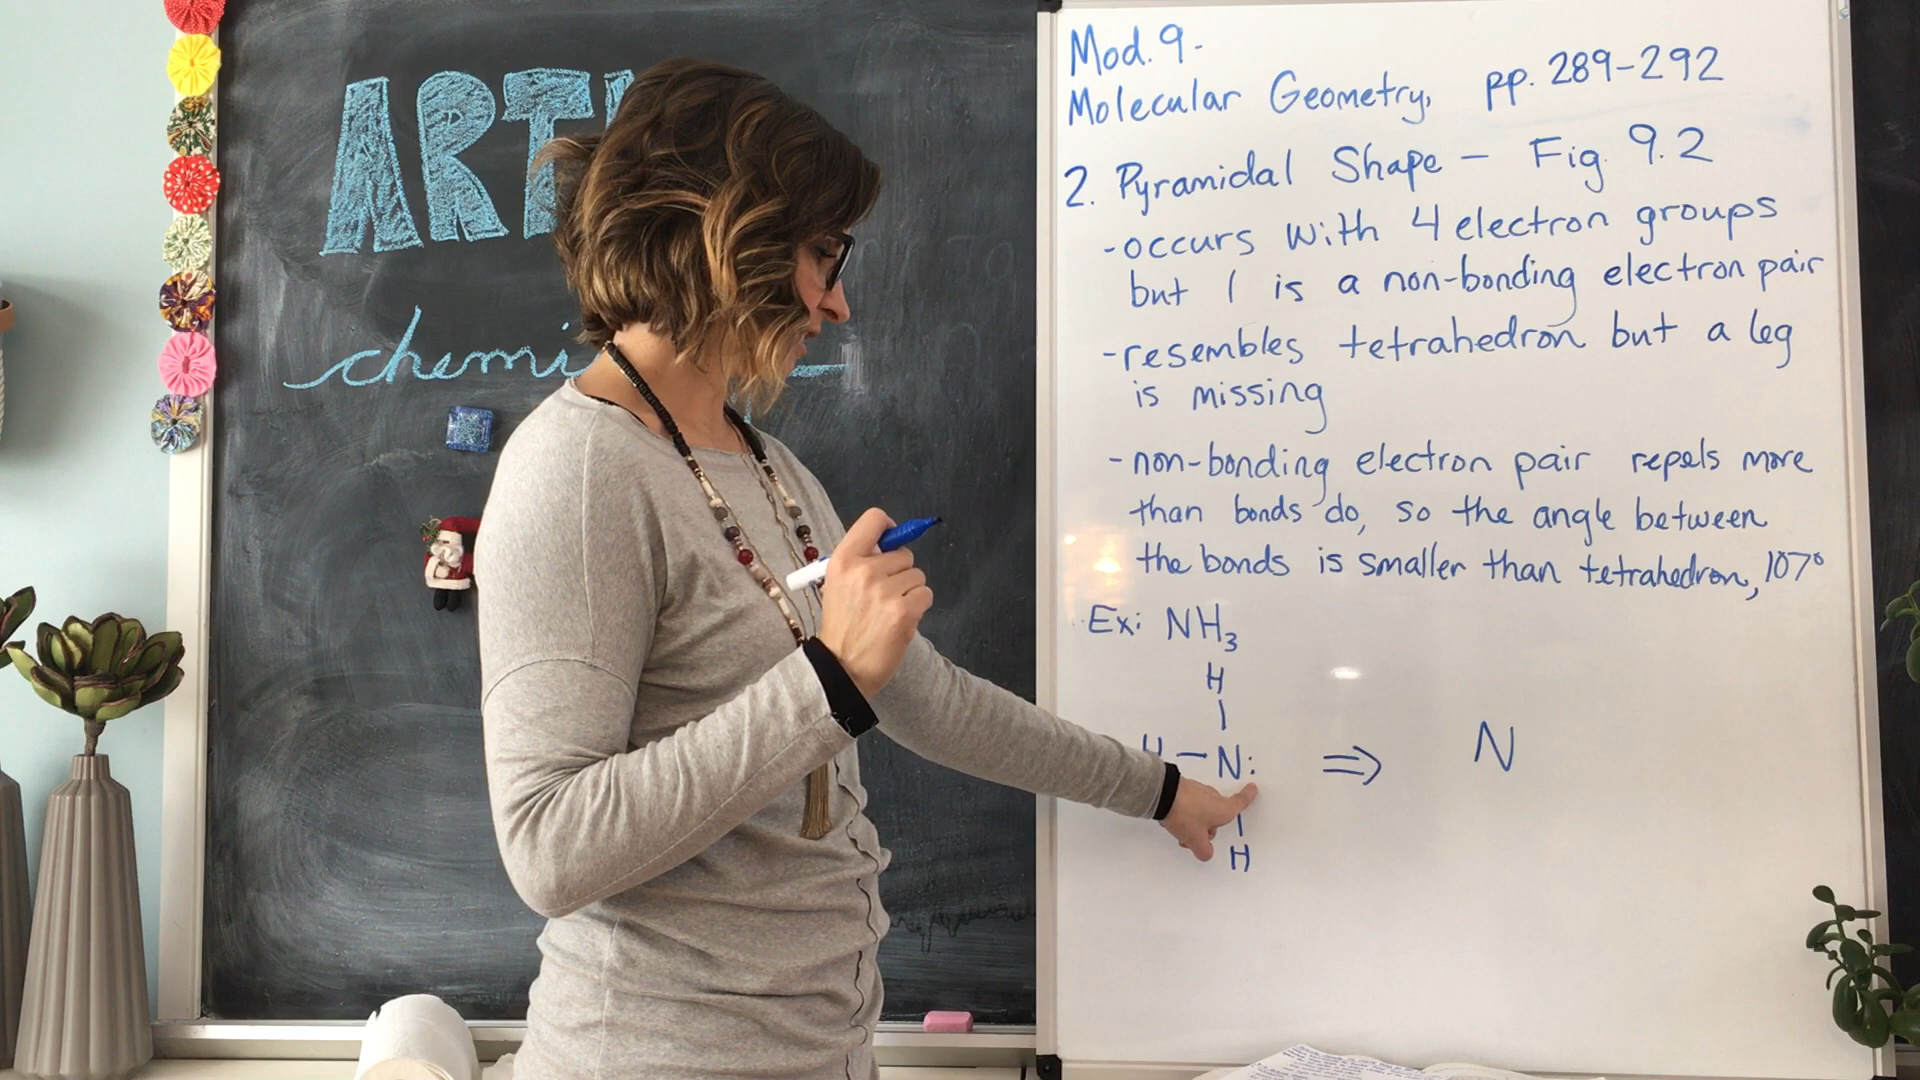 ART
chemi
Mod. 9-
Molecular Geometry, pp. 289-292
2. Pyramidal Shape - Fig. 9.2
-occurs with 4 electron groups
but 1 is a non-bonding electron pair
-resembles tetrahedron but a leg
is missing
-non-bonding electron pair repels more
than bonds do, so the angle between
the bonds is smaller than tetrahedron, 107°
Ex: NH₃
H
H-N: ⇒ N
H